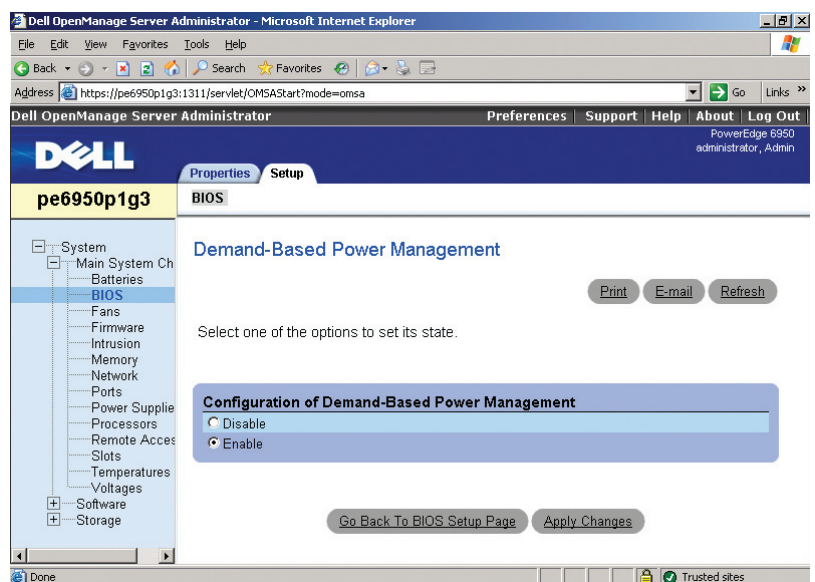 Dell OpenManage Server Administrator - Microsoft Internet Explorer
File Edit View Favorites Tools Help
Back Search Favorites
Address https://pe6950p1g3:1311/servlet/OMSAStart?mode=omsa Go Links »
Dell OpenManage Server Administrator Preferences | Support | Help | About | Log Out
PowerEdge 6950
administrator, Admin
DELL
Properties Setup
pe6950p1g3
BIOS
System
Main System Ch
Batteries
BIOS
Fans
Firmware
Intrusion
Memory
Network
Ports
Power Supplie
Processors
Remote Acces
Slots
Temperatures
Voltages
Software
Storage
Demand-Based Power Management
Print E-mail Refresh
Select one of the options to set its state.
Configuration of Demand-Based Power Management
Disable
Enable
Go Back To BIOS Setup Page Apply Changes
Done Trusted sites